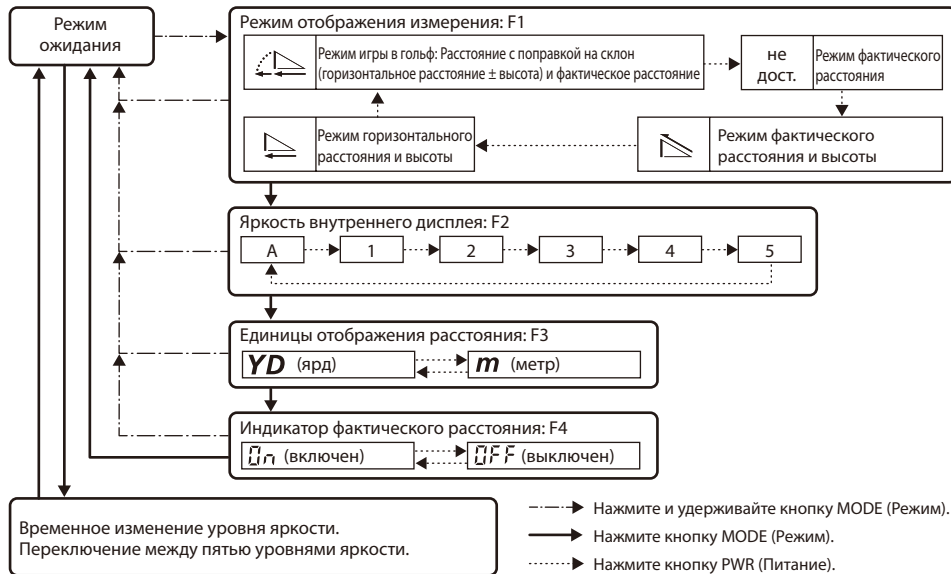 Режим
ожидания
Режим отображения измерения: F1
Режим игры в гольф: Расстояние с поправкой на склон
(горизонтальное расстояние ± высота) и фактическое расстояние
не
дост.
Режим фактического
расстояния
Режим горизонтального
расстояния и высоты
Режим фактического
расстояния и высоты
Яркость внутреннего дисплея: F2
A 1 2 3 4 5
Единицы отображения расстояния: F3
YD (ярд) m (метр)
Индикатор фактического расстояния: F4
On (включен) OFF (выключен)
Временное изменение уровня яркости.
Переключение между пятью уровнями яркости.
Нажмите и удерживайте кнопку MODE (Режим).
Нажмите кнопку MODE (Режим).
Нажмите кнопку PWR (Питание).